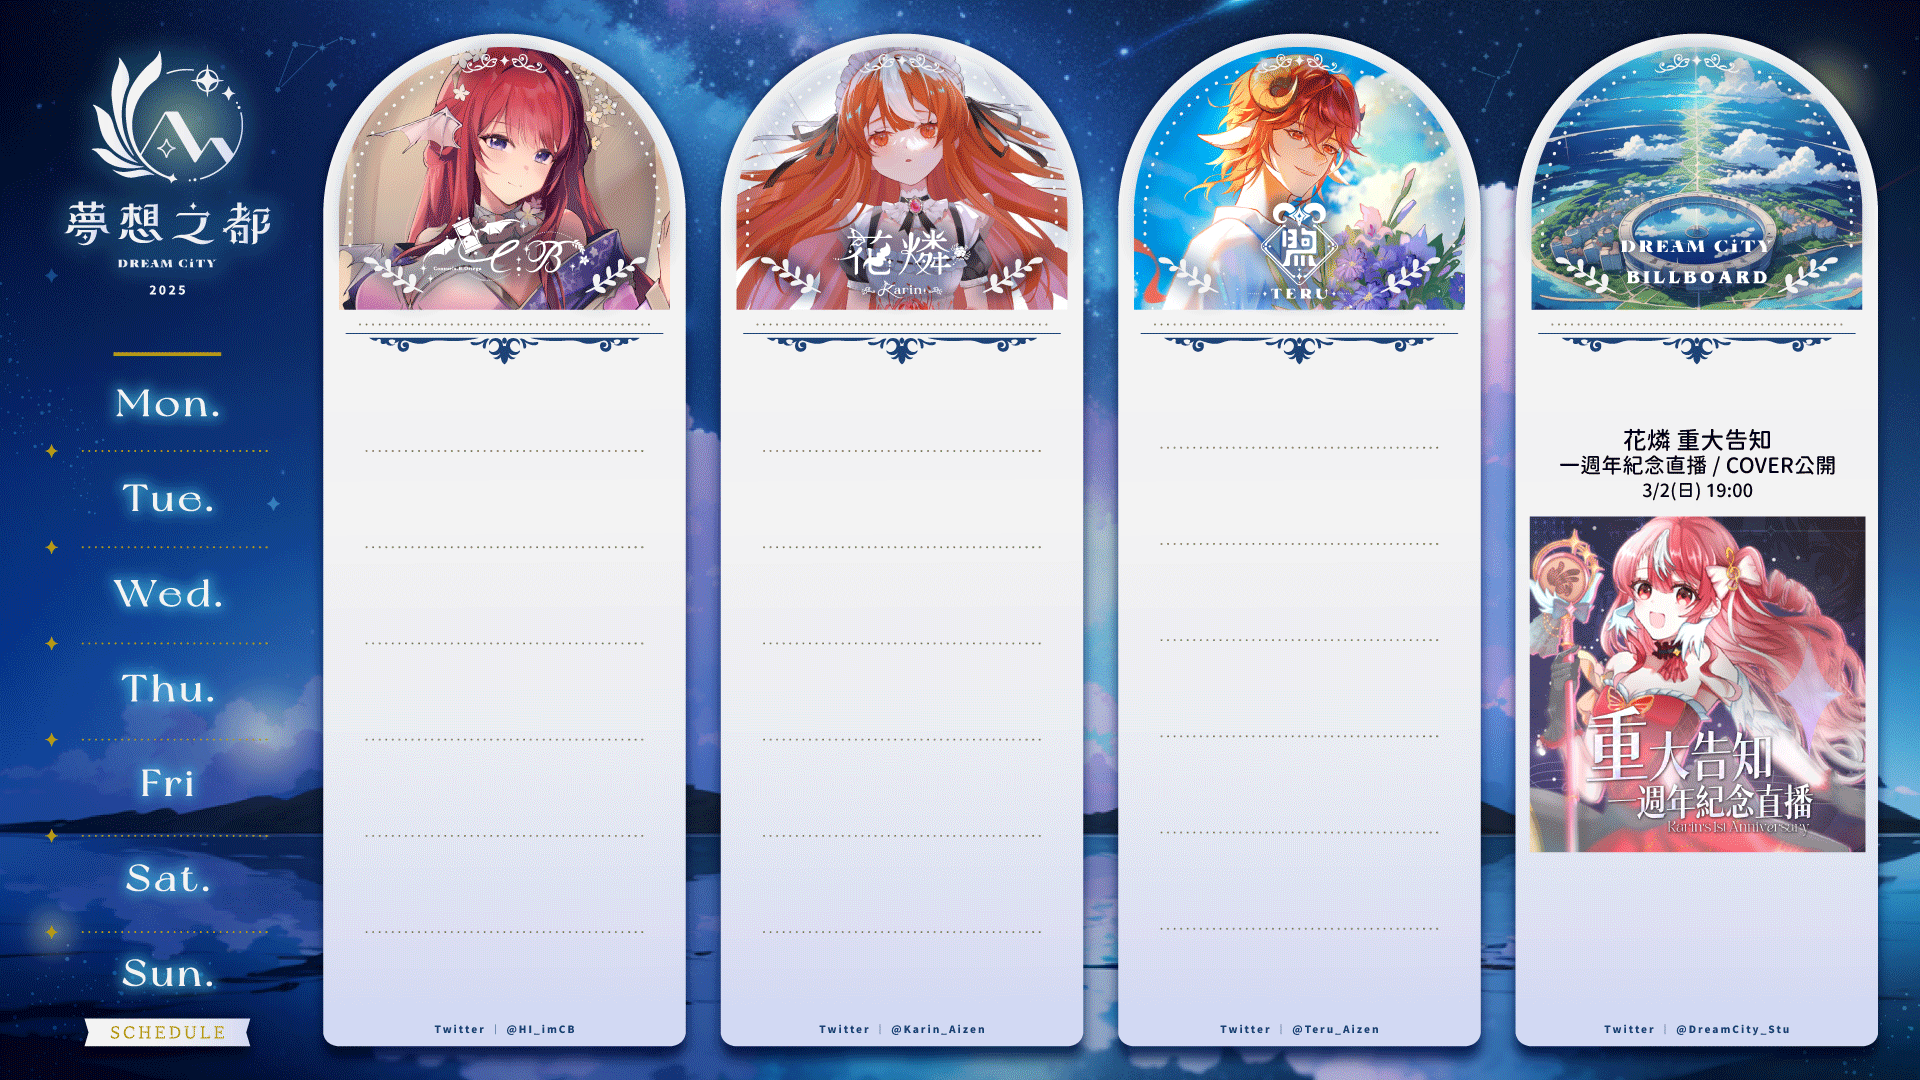 夢想之都
DREAM CiTY
2025
Mon.
Tue.
Wed.
Thu.
Fri
Sat.
Sun.
SCHEDULE
C.B
Twitter | @HI_imCB
花燐
Karin
Twitter | @Karin_Aizen
煦
TERU
Twitter | @Teru_Aizen
DREAM CiTY
BILLBOARD
花燐 重大告知
一週年紀念直播 / COVER公開
3/2(日) 19:00
重大告知
一週年紀念直播
Karin's 1st Anniversary
Twitter | @DreamCity_Stu